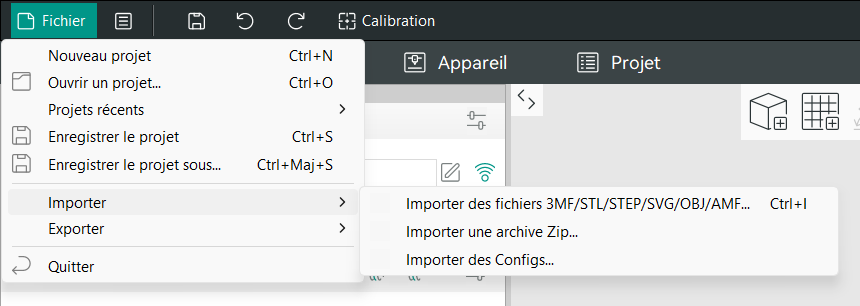 Fichier
Calibration
Appareil
Projet
Nouveau projet Ctrl+N
Ouvrir un projet... Ctrl+O
Projets récents
Enregistrer le projet Ctrl+S
Enregistrer le projet sous... Ctrl+Maj+S
Importer
Exporter
Quitter
Importer des fichiers 3MF/STL/STEP/SVG/OBJ/AMF... Ctrl+I
Importer une archive Zip...
Importer des Configs...